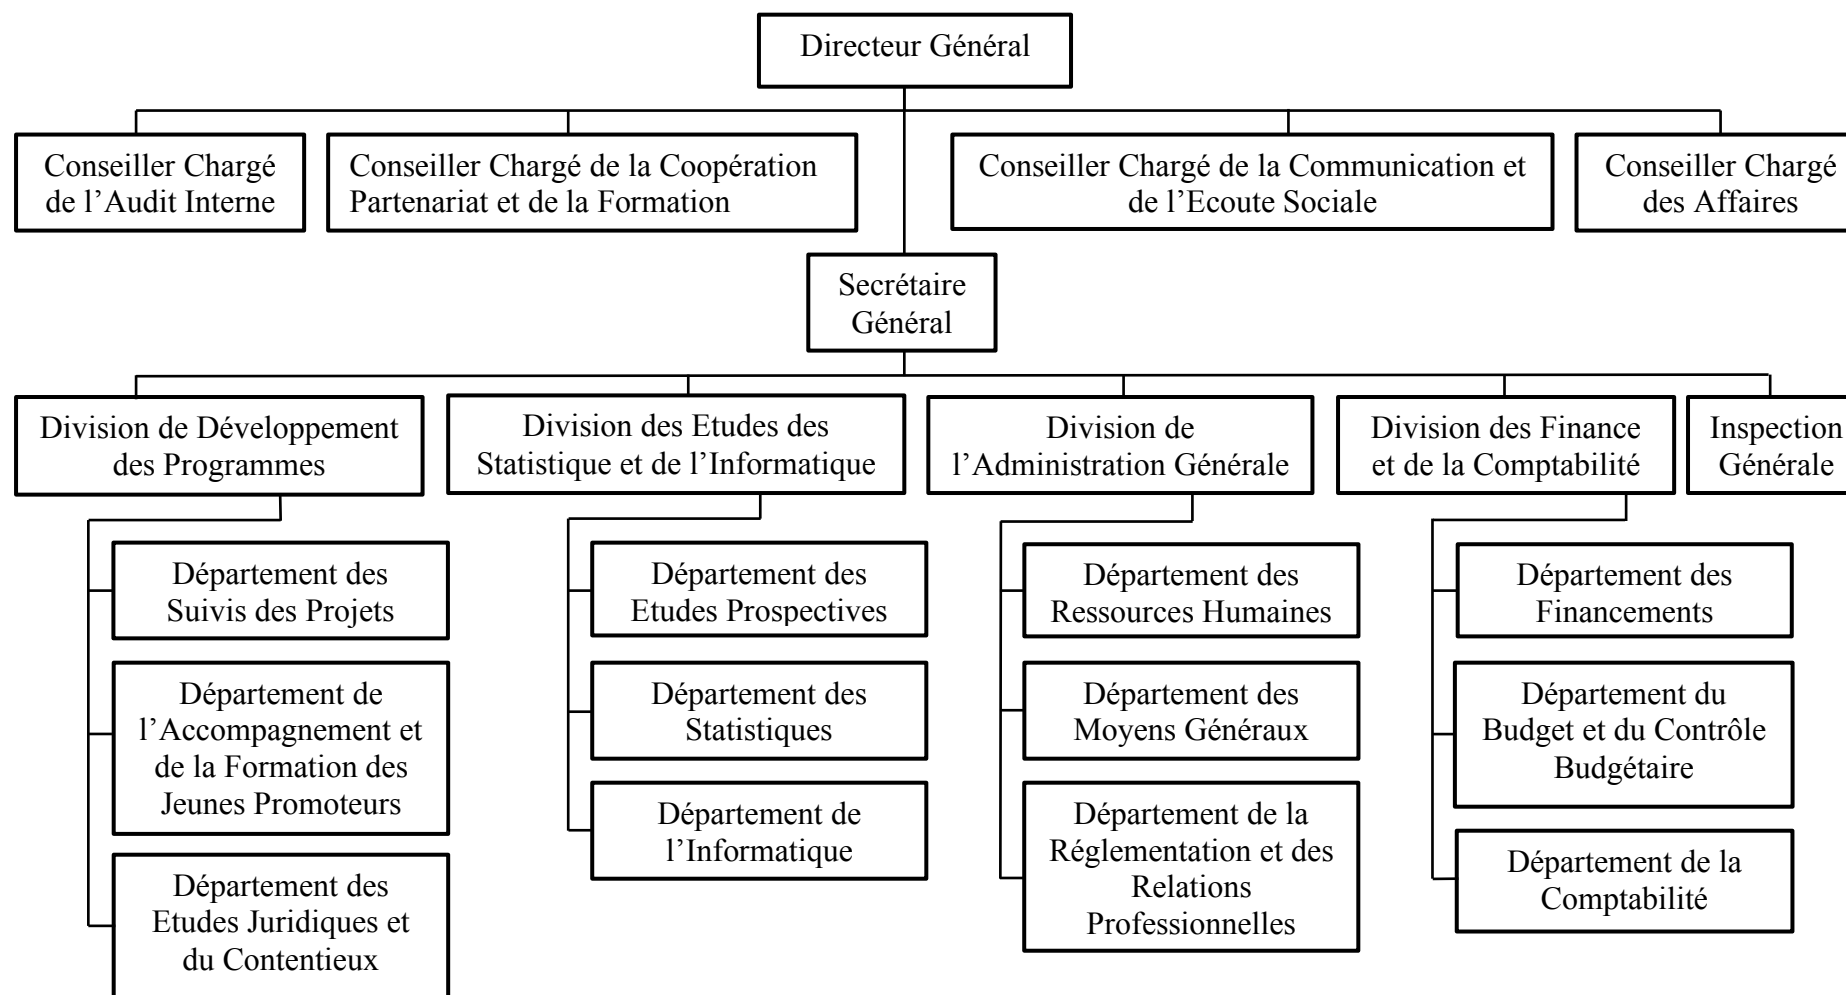 Directeur Général
Conseiller Chargé
de l’Audit Interne
Conseiller Chargé de la Coopération
Partenariat et de la Formation
Conseiller Chargé de la Communication et
de l’Ecoute Sociale
Conseiller Chargé
des Affaires
Secrétaire
Général
Division de Développement
des Programmes
Division des Etudes des
Statistique et de l’Informatique
Division de
l’Administration Générale
Division des Finance
et de la Comptabilité
Inspection
Générale
Département des
Suivis des Projets
Département de
l’Accompagnement et
de la Formation des
Jeunes Promoteurs
Département des
Etudes Juridiques et
du Contentieux
Département des
Etudes Prospectives
Département des
Statistiques
Département de
l’Informatique
Département des
Ressources Humaines
Département des
Moyens Généraux
Département de la
Réglementation et des
Relations
Professionnelles
Département des
Financements
Département du
Budget et du Contrôle
Budgétaire
Département de la
Comptabilité